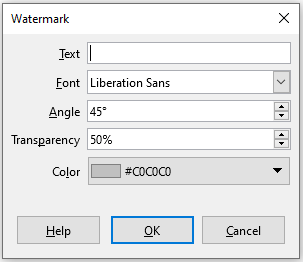 Watermark
Text
Font Liberation Sans
Angle 45°
Transparency 50%
Color #C0C0C0
Help OK Cancel